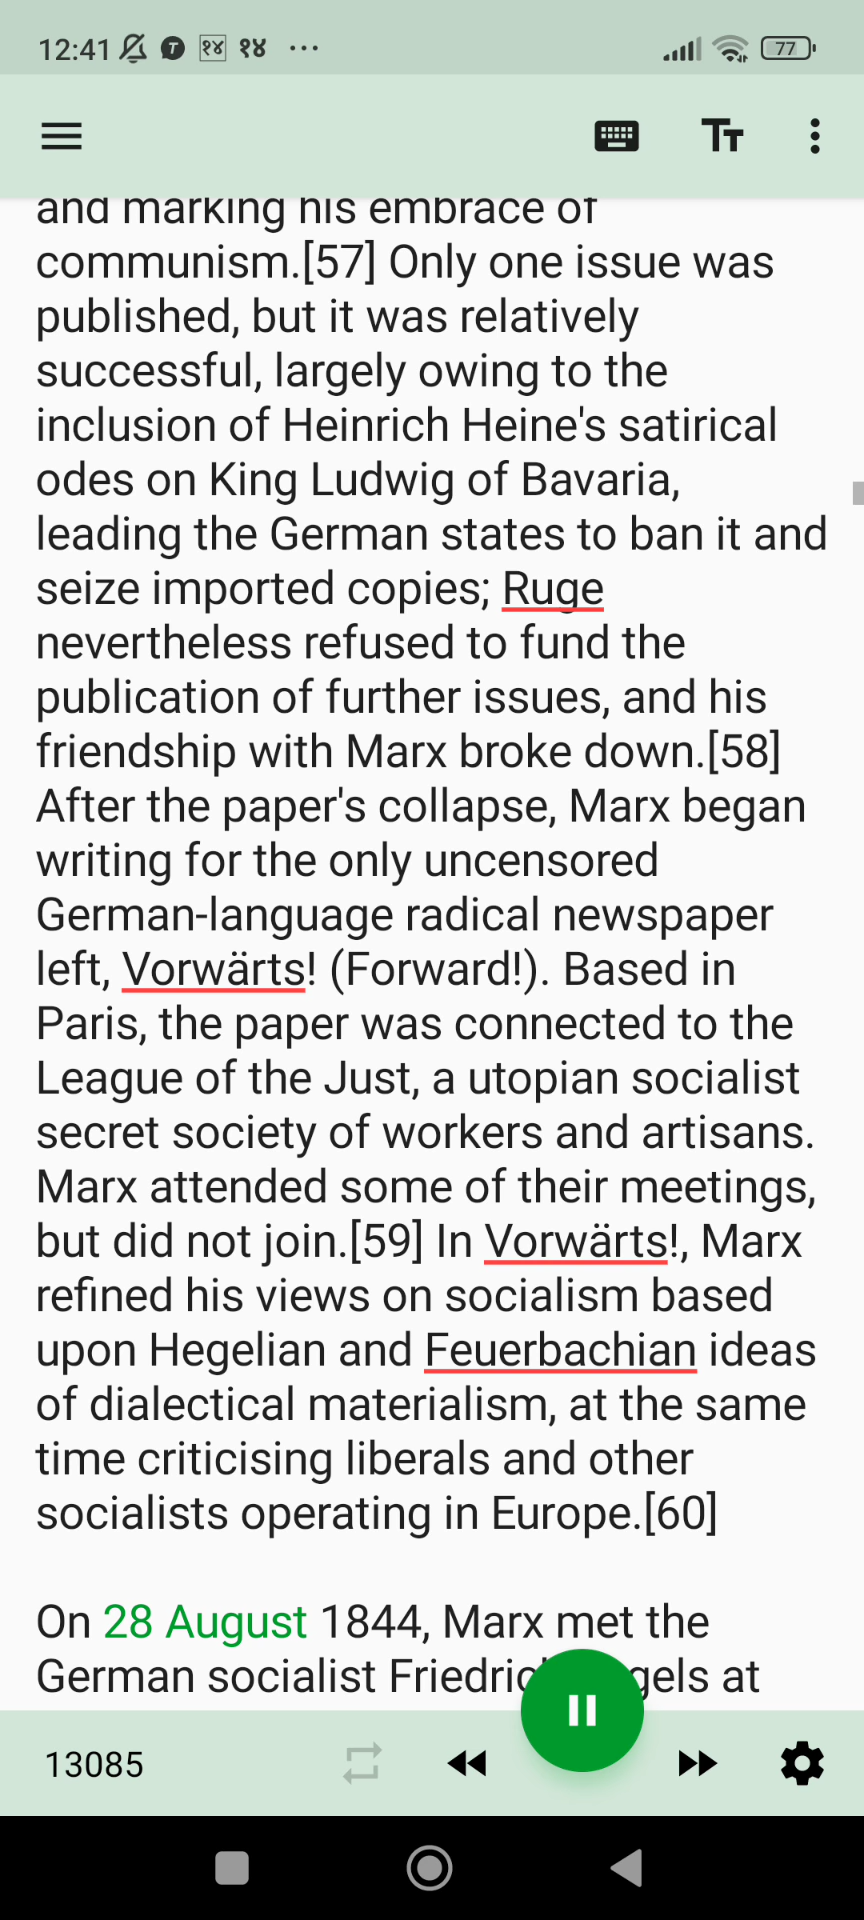 12:41 T १४ १४ ... 77
TT
and marking his embrace of
communism.[57] Only one issue was
published, but it was relatively
successful, largely owing to the
inclusion of Heinrich Heine's satirical
odes on King Ludwig of Bavaria,
leading the German states to ban it and
seize imported copies; Ruge
nevertheless refused to fund the
publication of further issues, and his
friendship with Marx broke down.[58]
After the paper's collapse, Marx began
writing for the only uncensored
German-language radical newspaper
left, Vorwärts! (Forward!). Based in
Paris, the paper was connected to the
League of the Just, a utopian socialist
secret society of workers and artisans.
Marx attended some of their meetings,
but did not join.[59] In Vorwärts!, Marx
refined his views on socialism based
upon Hegelian and Feuerbachian ideas
of dialectical materialism, at the same
time criticising liberals and other
socialists operating in Europe.[60]
On 28 August 1844, Marx met the
German socialist at
13085